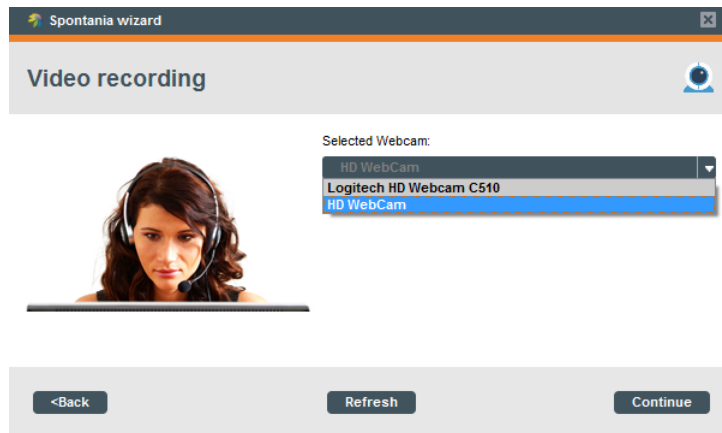 Spontania wizard
Video recording
Selected Webcam:
HD WebCam
Logitech HD Webcam C510
HD WebCam
<Back
Refresh
Continue